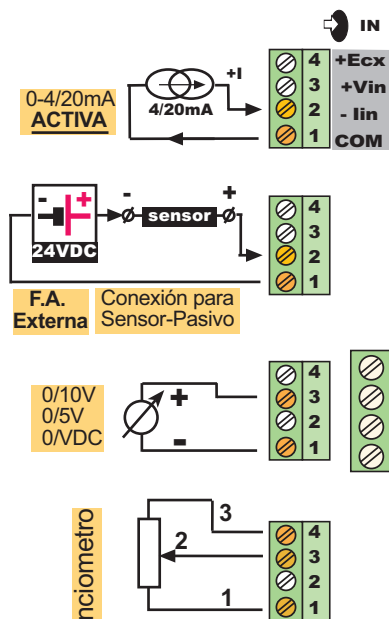 IN
4 +Ecx
3 +Vin
2 - Iin
1 COM
0-4/20mA
ACTIVA
+I
4/20mA
- +
24VDC
- sensor +
4
3
2
1
F.A.
Externa
Conexión para
Sensor-Pasivo
0/10V
0/5V
0/VDC
+
-
4
3
2
1
nciometro
3
2
1
4
3
2
1